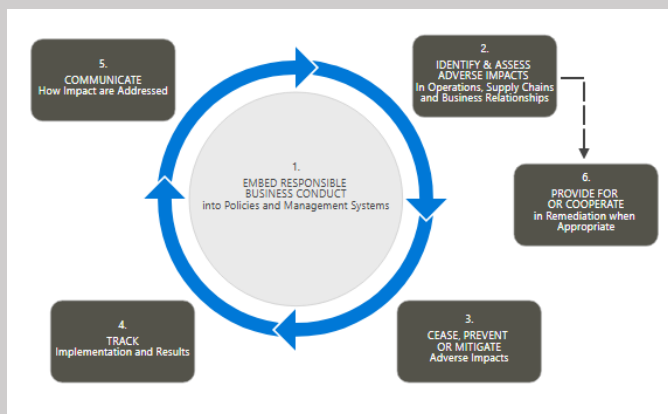 1.
EMBED RESPONSIBLE
BUSINESS CONDUCT
into Policies and Management Systems
2.
IDENTIFY & ASSESS
ADVERSE IMPACTS
In Operations, Supply Chains
and Business Relationships
3.
CEASE, PREVENT
OR MITIGATE
Adverse Impacts
4.
TRACK
Implementation and Results
5.
COMMUNICATE
How Impact are Addressed
6.
PROVIDE FOR
OR COOPERATE
in Remediation when
Appropriate